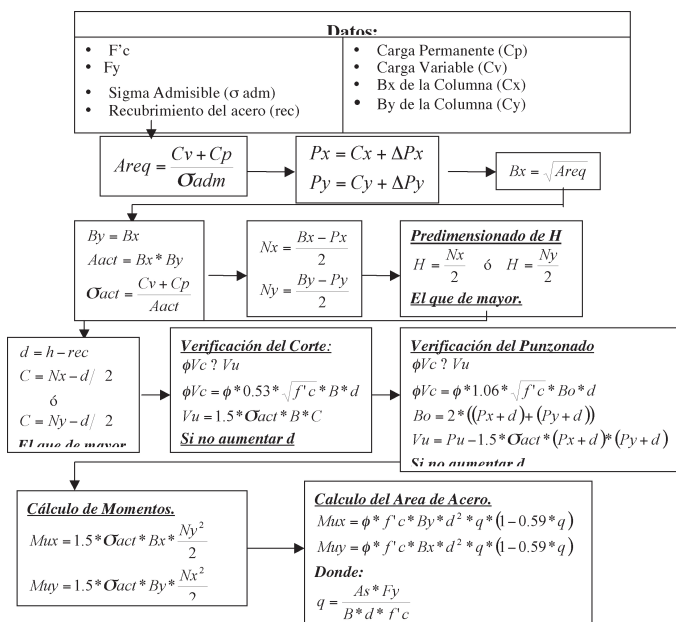 Datos:
• F'c
• Fy
• Sigma Admisible (σ adm)
• Recubrimiento del acero (rec)
• Carga Permanente (Cp)
• Carga Variable (Cv)
• Bx de la Columna (Cx)
• By de la Columna (Cy)
Areq = (Cv + Cp) / σadm
Px = Cx + ΔPx
Py = Cy + ΔPy
Bx = √Areq
By = Bx
Aact = Bx * By
σact = (Cv + Cp) / Aact
Nx = (Bx − Px) / 2
Ny = (By − Py) / 2
Predimensionado de H
H = Nx / 2 ó H = Ny / 2
El que de mayor.
d = h − rec
C = Nx − d / 2
ó
C = Ny − d / 2
El que de mayor
Verificación del Corte:
ϕVc ? Vu
ϕVc = ϕ * 0.53 * √f'c * B * d
Vu = 1.5 * σact * B * C
Si no aumentar d
Verificación del Punzonado
ϕVc ? Vu
ϕVc = ϕ * 1.06 * √f'c * Bo * d
Bo = 2 * ((Px + d) + (Py + d))
Vu = Pu − 1.5 * σact * (Px + d) * (Py + d)
Si no aumentar d
Cálculo de Momentos.
Mux = 1.5 * σact * Bx * Ny² / 2
Muy = 1.5 * σact * By * Nx² / 2
Calculo del Area de Acero.
Mux = ϕ * f'c * By * d² * q * (1 − 0.59 * q)
Muy = ϕ * f'c * Bx * d² * q * (1 − 0.59 * q)
Donde:
q = As * Fy / B * d * f'c